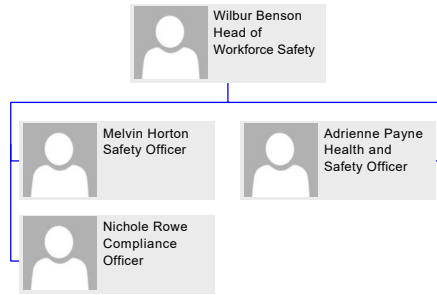 Wilbur Benson
Head of
Workforce Safety
Melvin Horton
Safety Officer
Adrienne Payne
Health and
Safety Officer
Nichole Rowe
Compliance
Officer